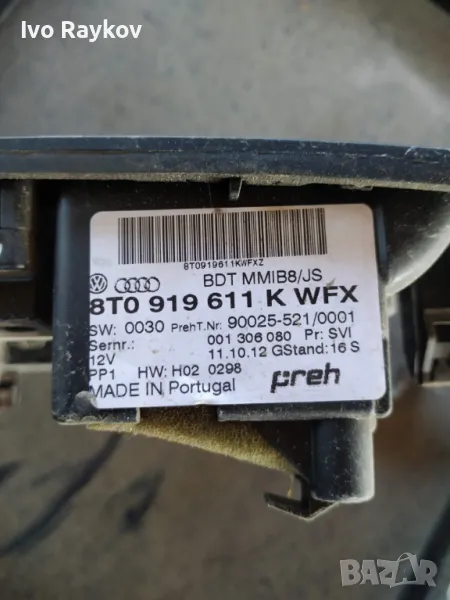 Ivo Raykov
8T0919611KWFXZ
BDT MMIB8/JS
8T0 919 611 K WFX
SW: 0030 PrehT.Nr: 90025-521/0001
Sernr.: 001 306 080 Pr: SVI
12V 11.10.12 GStand: 16 S
PP1 HW: H02 0298
MADE IN Portugal preh
BAZAR